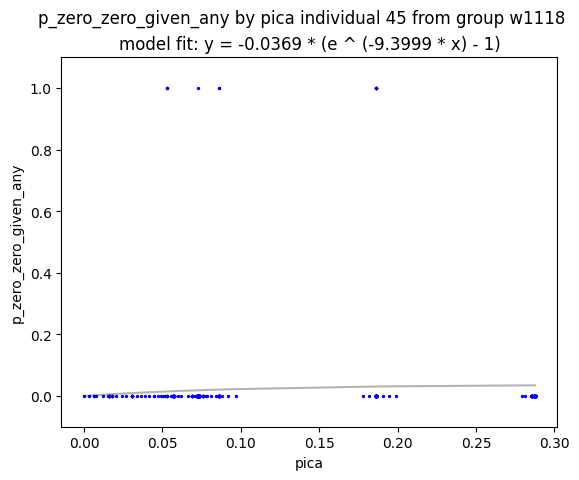 p_zero_zero_given_any by pica individual 45 from group w1118
model fit: y = -0.0369 * (e ^ (-9.3999 * x) - 1)
1.0
0.8
0.6
0.4
0.2
0.0
p_zero_zero_given_any
0.00 0.05 0.10 0.15 0.20 0.25 0.30
pica